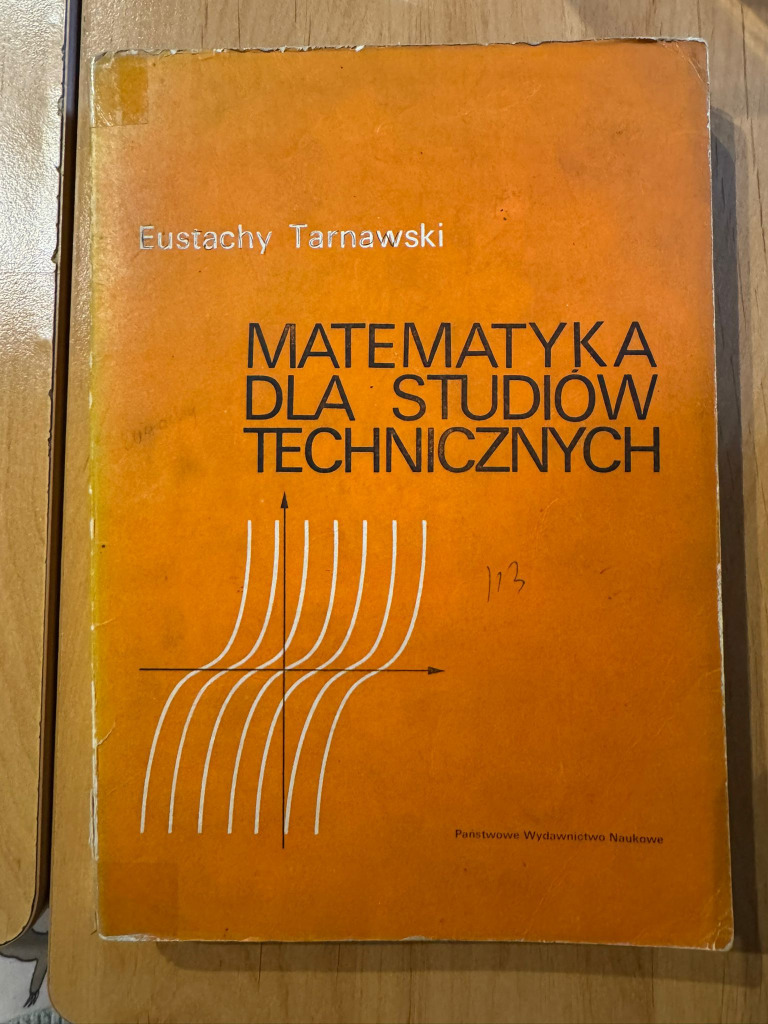 Eustachy Tarnawski
MATEMATYKA
DLA STUDIÓW
TECHNICZNYCH
113
Państwowe Wydawnictwo Naukowe